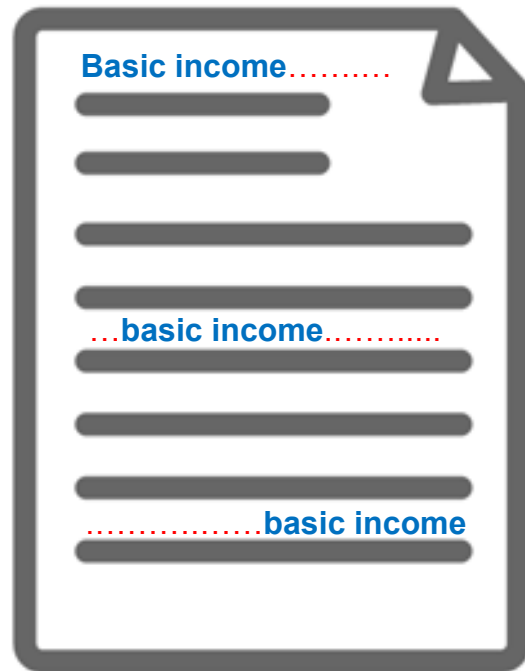 Basic income……….
…basic income…….....
……………..basic income